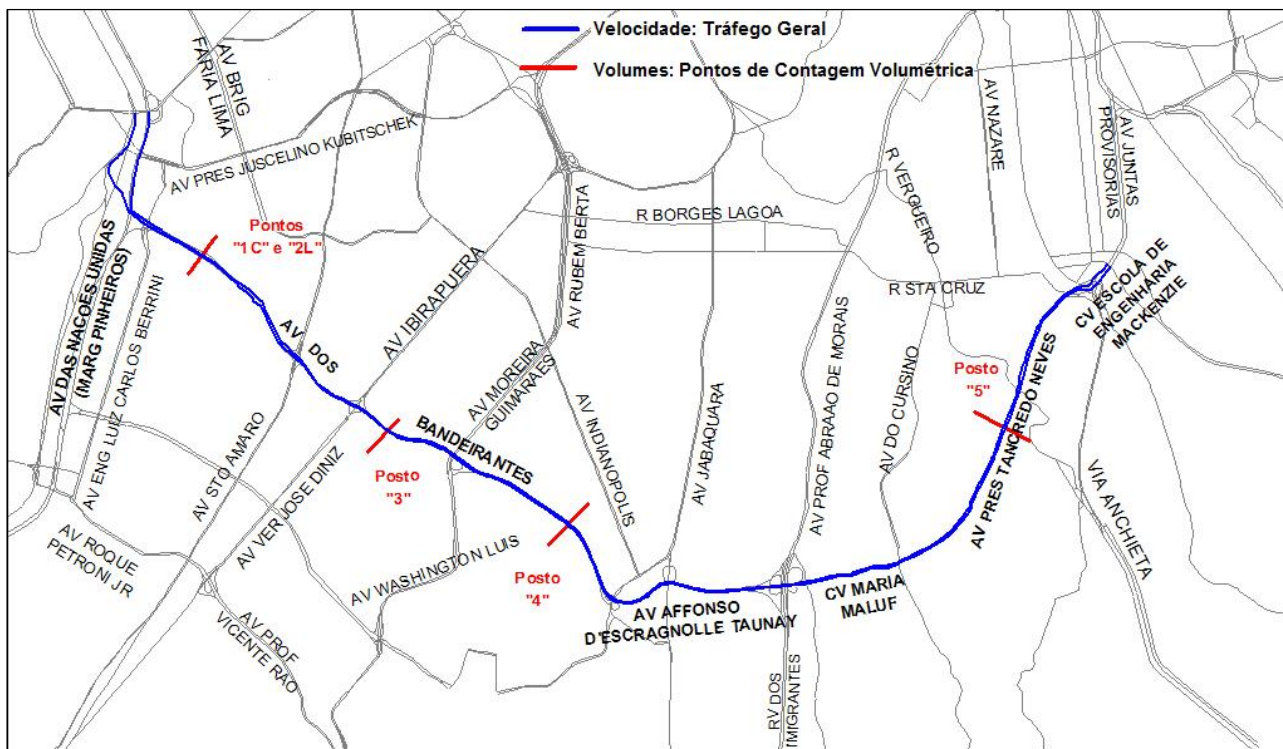 Velocidade: Tráfego Geral
Volumes: Pontos de Contagem Volumétrica
AV BRIG
FARIA LIMA
AV PRES JUSCELINO KUBITSCHEK
AV NAZARE
AV JUNTAS
PROVISORIAS
R VERGUEIRO
Pontos
"1C" e "2L"
R BORGES LAGOA
AV RUBEM BERTA
AV IBIRAPUERA
AV DAS NACOES UNIDAS
(MARG PINHEIROS)
AV ENG LUIZ CARLOS BERRINI
R STA CRUZ
CV ESCOLA DE
ENGENHARIA
MACKENZIE
AV DOS
BANDEIRANTES
AV MOREIRA
GUIMARAES
AV INDIANOPOLIS
AV JABAQUARA
AV PROF ABRAAO DE MORAIS
AV DO CURSINO
Posto
"5"
AV PRES TANCREDO NEVES
AV STO AMARO
AV VER JOSE DINIZ
Posto
"3"
VIA ANCHIETA
AV ROQUE
PETRONI JR
AV WASHINGTON LUIS
Posto
"4"
AV PROF
VICENTE RAO
AV AFFONSO
D'ESCRAGNOLLE TAUNAY
CV MARIA
MALUF
RV DOS
IMIGRANTES